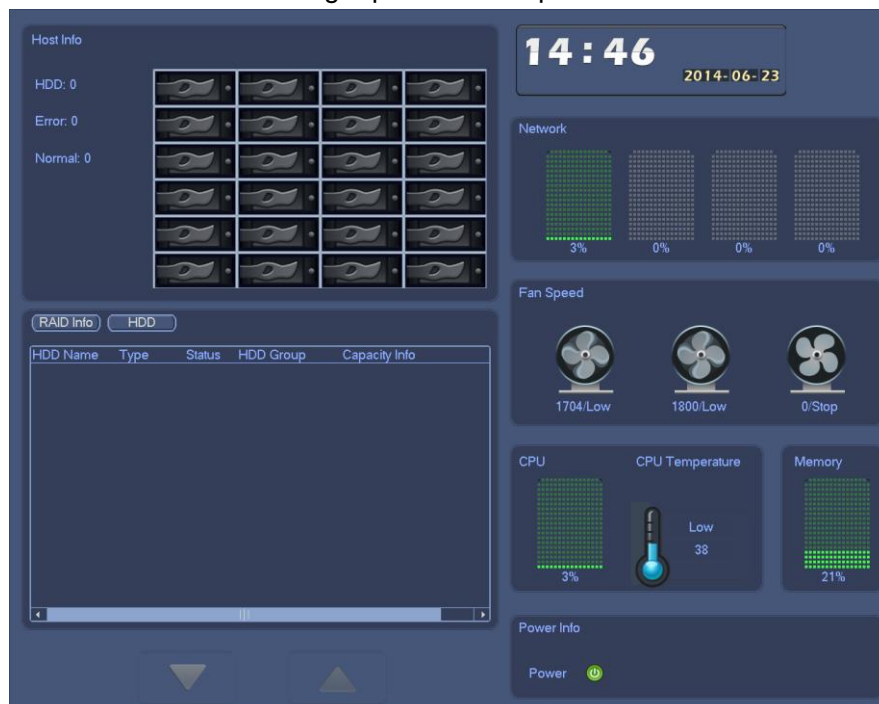 Host Info
HDD: 0
Error: 0
Normal: 0
RAID Info HDD
HDD Name Type Status HDD Group Capacity Info
14:46
2014-06-23
Network
3% 0% 0% 0%
Fan Speed
1704/Low 1800/Low 0/Stop
CPU CPU Temperature
Low
38
3%
Memory
21%
Power Info
Power